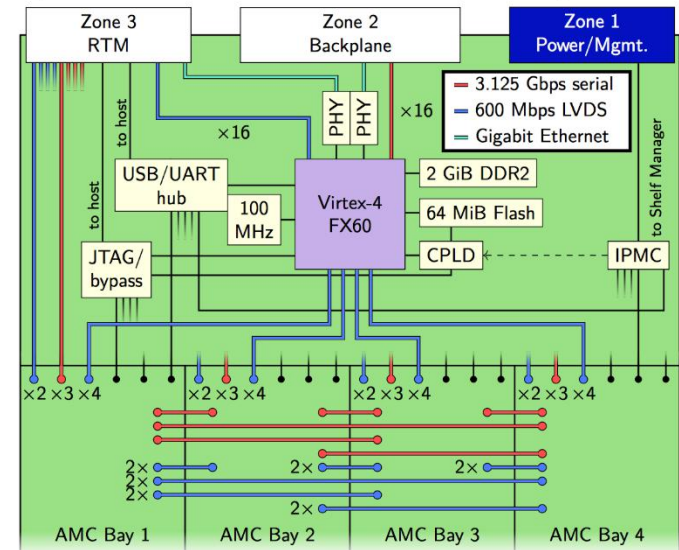 Zone 3
RTM
Zone 2
Backplane
Zone 1
Power/Mgmt.
3.125 Gbps serial
600 Mbps LVDS
Gigabit Ethernet
to host
×16
PHY
PHY
×16
to Shelf Manager
USB/UART
hub
to host
100
MHz
Virtex-4
FX60
2 GiB DDR2
64 MiB Flash
CPLD
IPMC
JTAG/
bypass
×2 ×3 ×4
×2 ×3 ×4
×2 ×3 ×4
×2 ×3 ×4
2× 2× 2×
2×
2×
2×
AMC Bay 1
AMC Bay 2
AMC Bay 3
AMC Bay 4